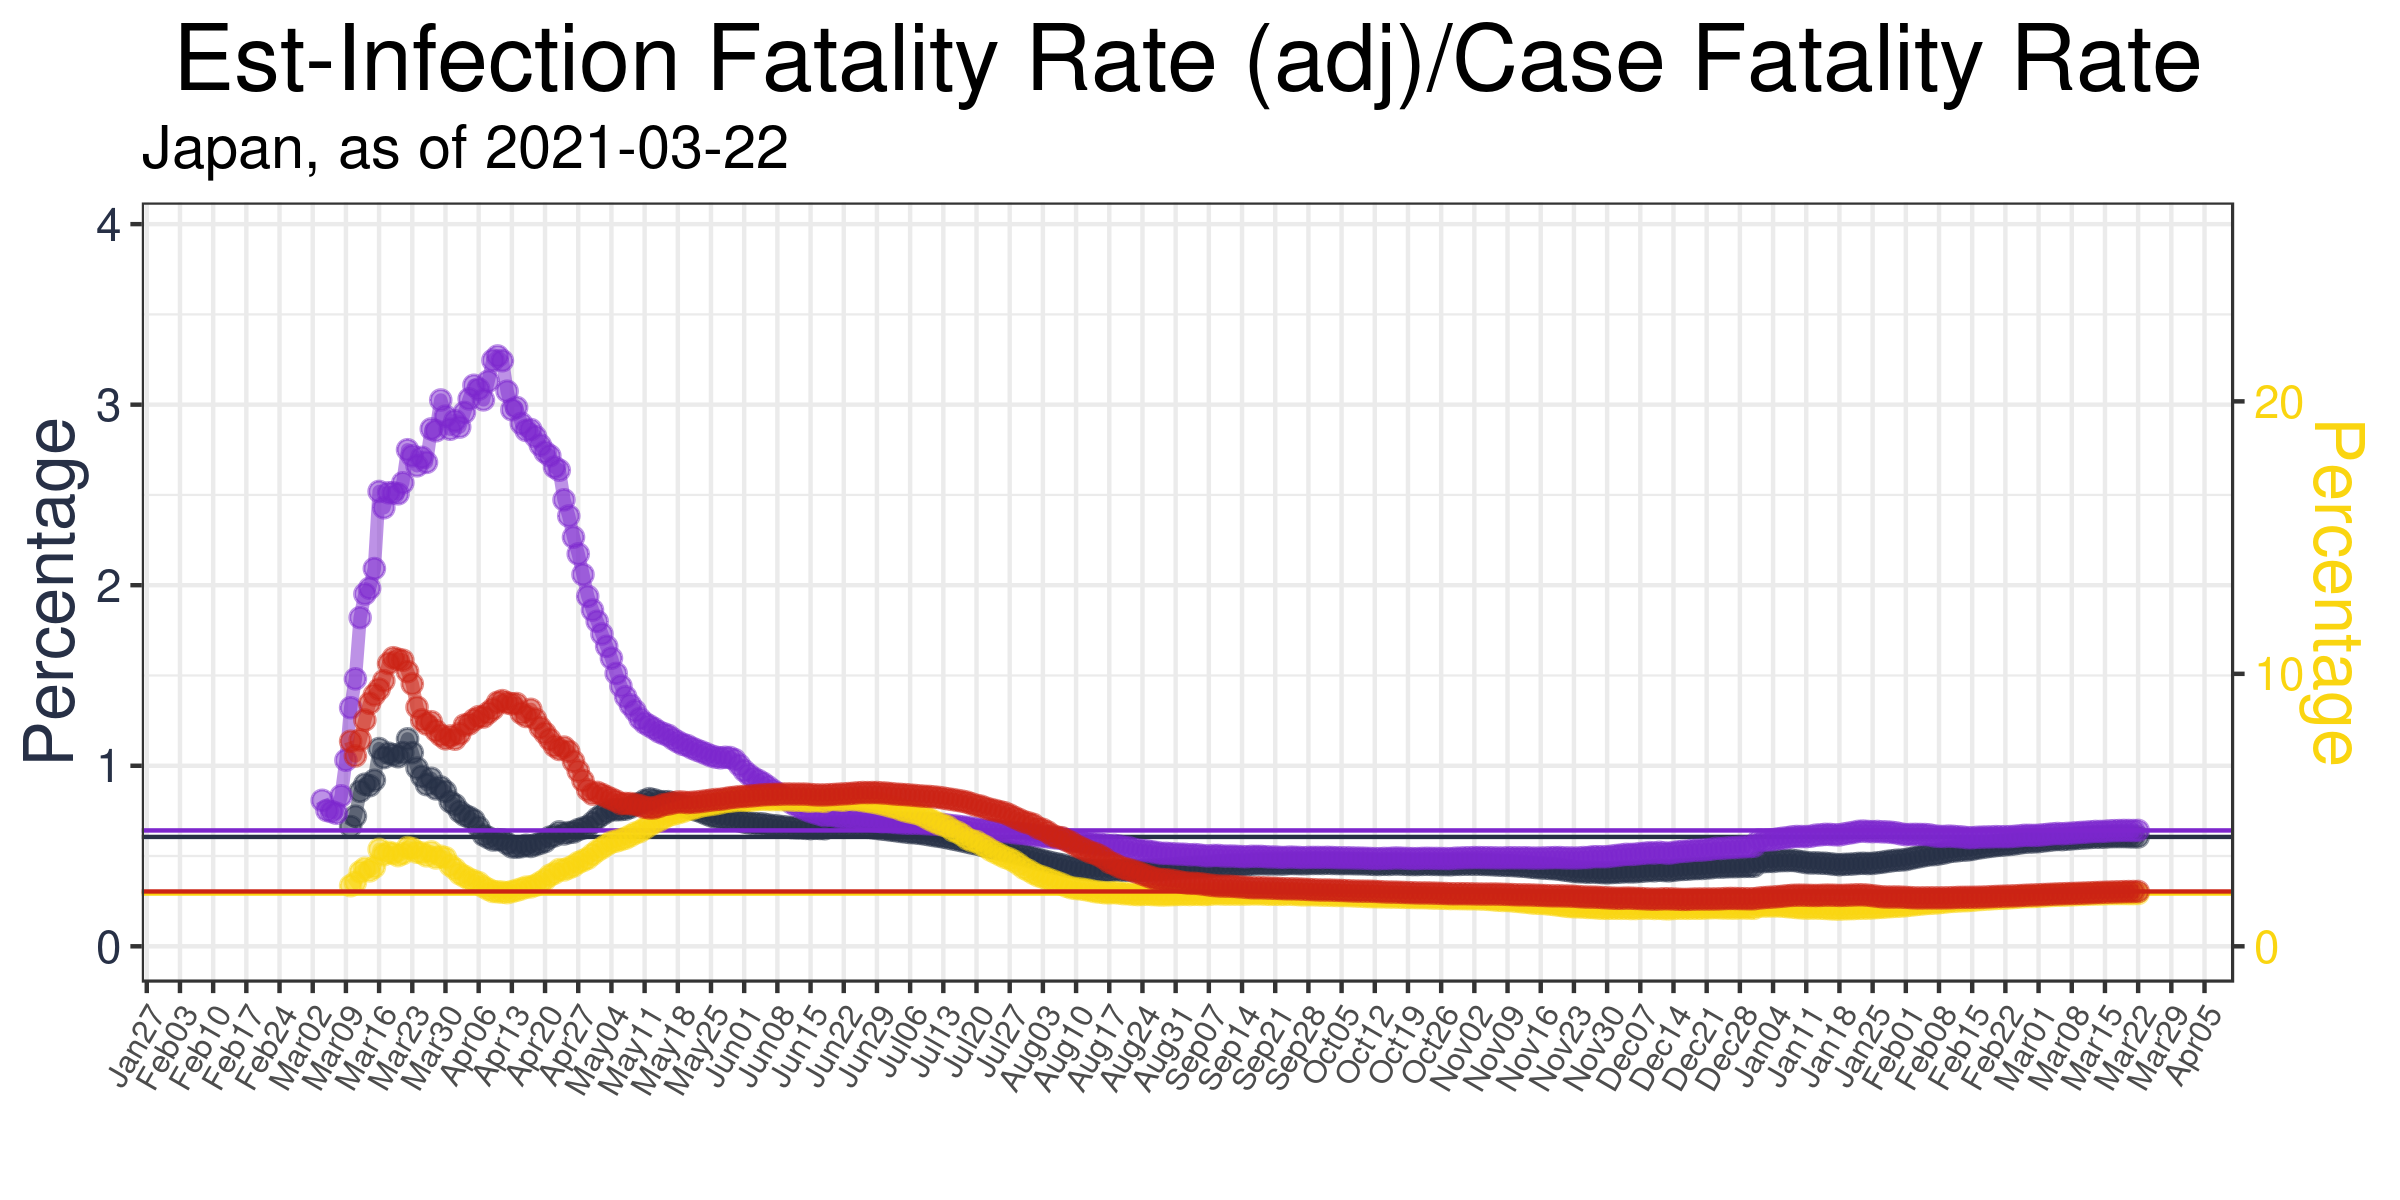 Est-Infection Fatality Rate (adj)/Case Fatality Rate
Japan, as of 2021-03-22
Percentage
4
3
2
1
0
20
10
0
Percentage
Jan27
Feb03
Feb10
Feb17
Feb24
Mar02
Mar09
Mar16
Mar23
Mar30
Apr06
Apr13
Apr20
Apr27
May04
May11
May18
May25
Jun01
Jun08
Jun15
Jun22
Jun29
Jul06
Jul13
Jul20
Jul27
Aug03
Aug10
Aug17
Aug24
Aug31
Sep07
Sep14
Sep21
Sep28
Oct05
Oct12
Oct19
Oct26
Nov02
Nov09
Nov16
Nov23
Nov30
Dec07
Dec14
Dec21
Dec28
Jan04
Jan11
Jan18
Jan25
Feb01
Feb08
Feb15
Feb22
Mar01
Mar08
Mar15
Mar22
Mar29
Apr05